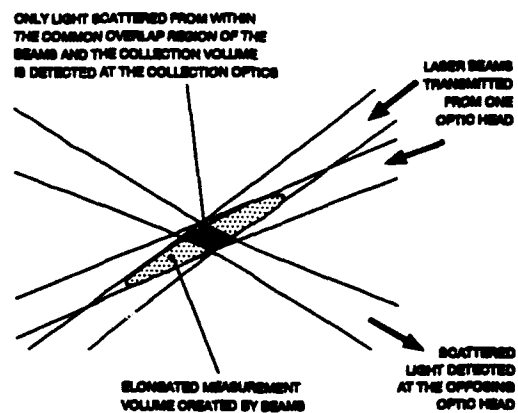 ONLY LIGHT SCATTERED FROM WITHIN
THE COMMON OVERLAP REGION OF THE
BEAMS AND THE COLLECTION VOLUME
IS DETECTED AT THE COLLECTION OPTICS
LASER BEAMS
TRANSMITTED
FROM ONE
OPTIC HEAD
SCATTERED
LIGHT DETECTED
AT THE OPPOSING
OPTIC HEAD
ELONGATED MEASUREMENT
VOLUME CREATED BY BEAMS